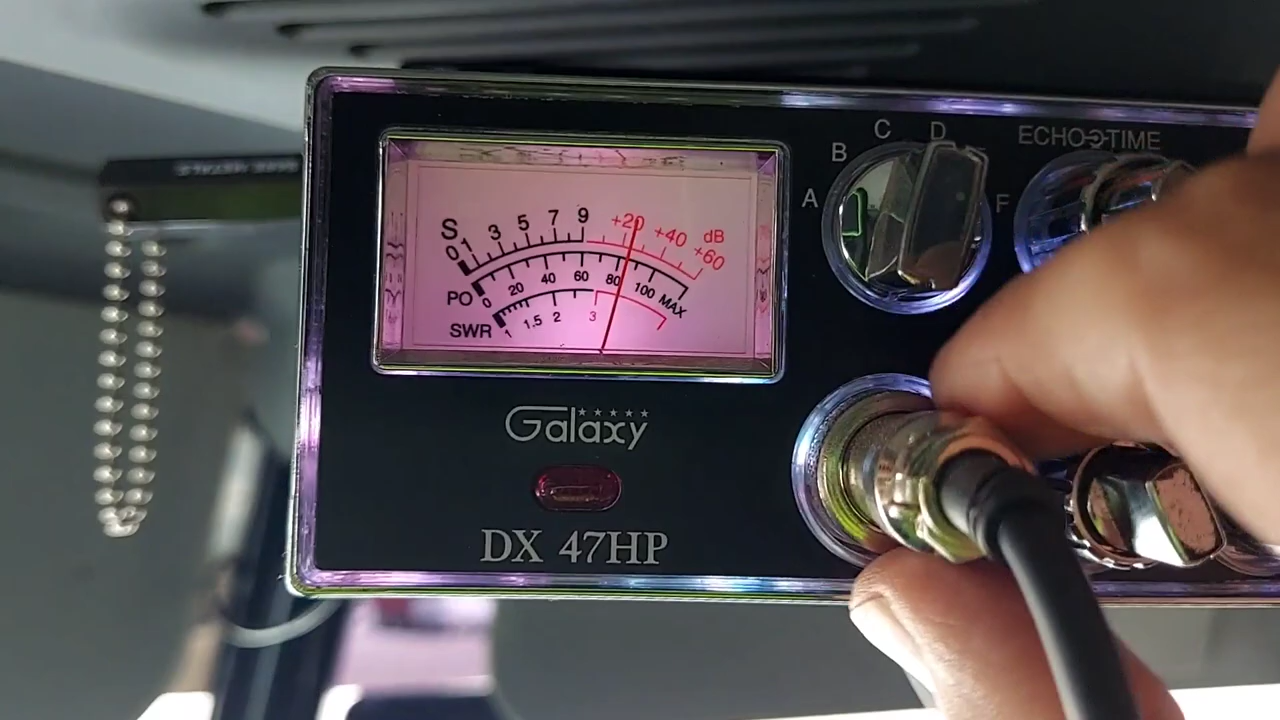 A B C D F
ECHO TIME
S
0 1 3 5 7 9 +20 +40 +60 dB
PO
0 20 40 60 80 100 MAX
SWR
1 1.5 2 3
Galaxy
DX 47HP